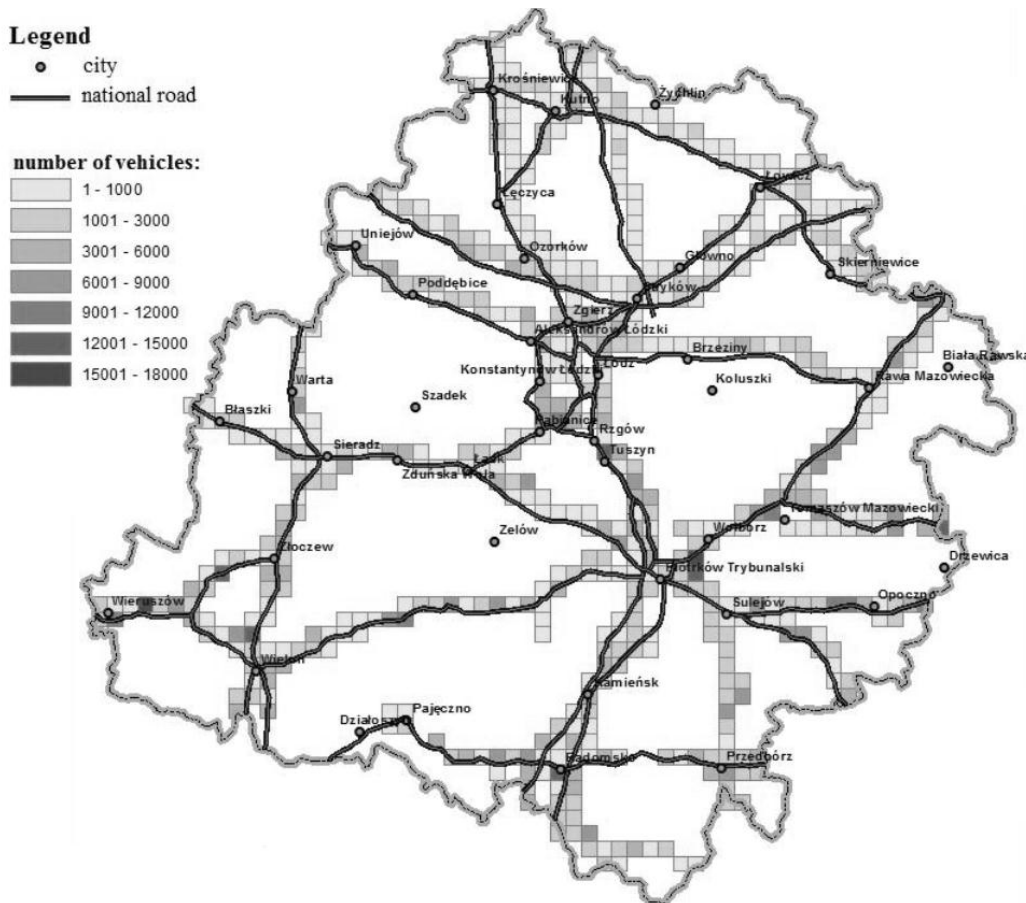 Legend
city
national road
number of vehicles:
1 - 1000
1001 - 3000
3001 - 6000
6001 - 9000
9001 - 12000
12001 - 15000
15001 - 18000
Krośniewice
Kutno
Żychlin
Łowicz
Łęczyca
Uniejów
Ozorków
Głowno
Skierniewice
Stryków
Poddębice
Zgierz
Aleksandrów Łódzki
Brzeziny
Biała Rawska
Konstantynów Łódzki
Łódź
Koluszki
Rawa Mazowiecka
Warta
Szadek
Błaszki
Pabianice
Rzgów
Sieradz
Tuszyn
Łask
Zduńska Wola
Tomaszów Mazowiecki
Zelów
Wolbórz
Złoczew
Drzewica
Piotrków Trybunalski
Wieruszów
Sulejów
Opoczno
Wieluń
Kamieńsk
Działoszyn
Pajęczno
Radomsko
Przedbórz